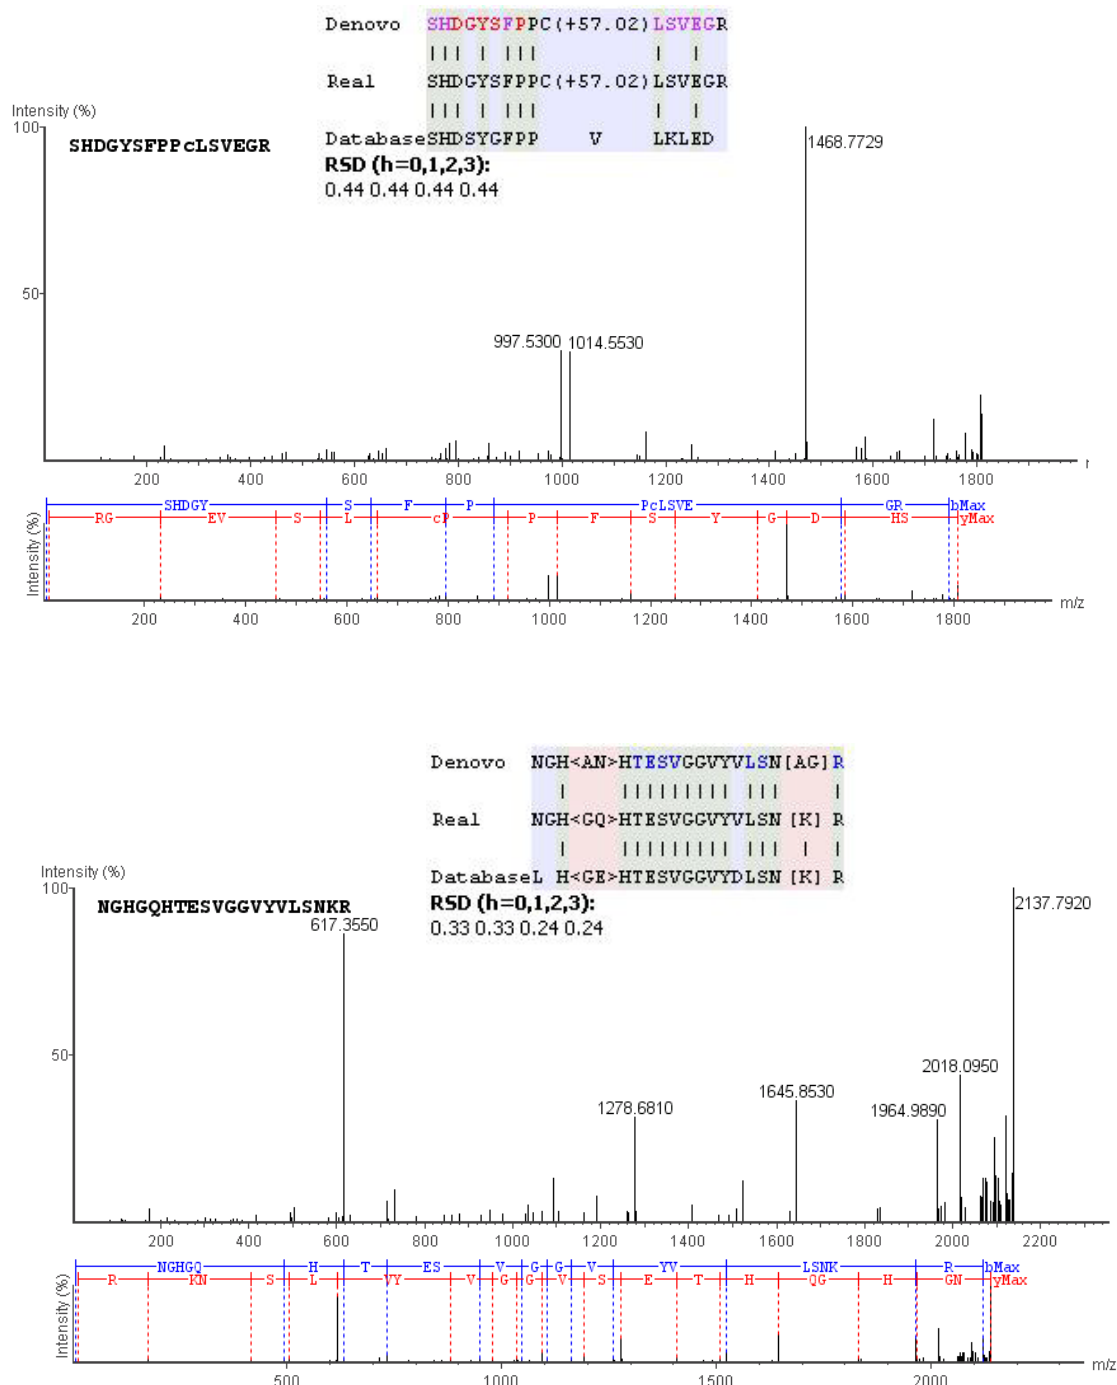 Denovo SHDGYSFPPC(+57.02)LSVEGR
Real SHDGYSFPPC(+57.02)LSVEGR
Database SHDSYGFPP V LKLED
RSD (h=0,1,2,3):
0.44 0.44 0.44 0.44
Intensity (%)
100
SHDGYSFPPcLSVEGR
1468.7729
50
997.5300 1014.5530
200 400 600 800 1000 1200 1400 1600 1800
SHDGY S F P PcLSVE GR bMax
RG EV S L cP P F S Y G D HS yMax
Intensity (%)
200 400 600 800 1000 1200 1400 1600 1800 m/z
Denovo NGH<AN>HTESVGGVYVLSN[AG]R
Real NGH<GQ>HTESVGGVYVLSN[K]R
Database L H<GE>HTESVGGVYDLSN[K]R
RSD (h=0,1,2,3):
0.33 0.33 0.24 0.24
Intensity (%)
100
NGHGQHTESVGGVYVLSNKR
617.3550
2137.7920
50
2018.0950
1645.8530
1278.6810
1964.9890
200 400 600 800 1000 1200 1400 1600 1800 2000 2200
NGHGQ H T ES V G G V YV LSNK R bMax
R KN S L VY V G G V S E T H QG H GN yMax
Intensity (%)
500 1000 1500 2000 m/z